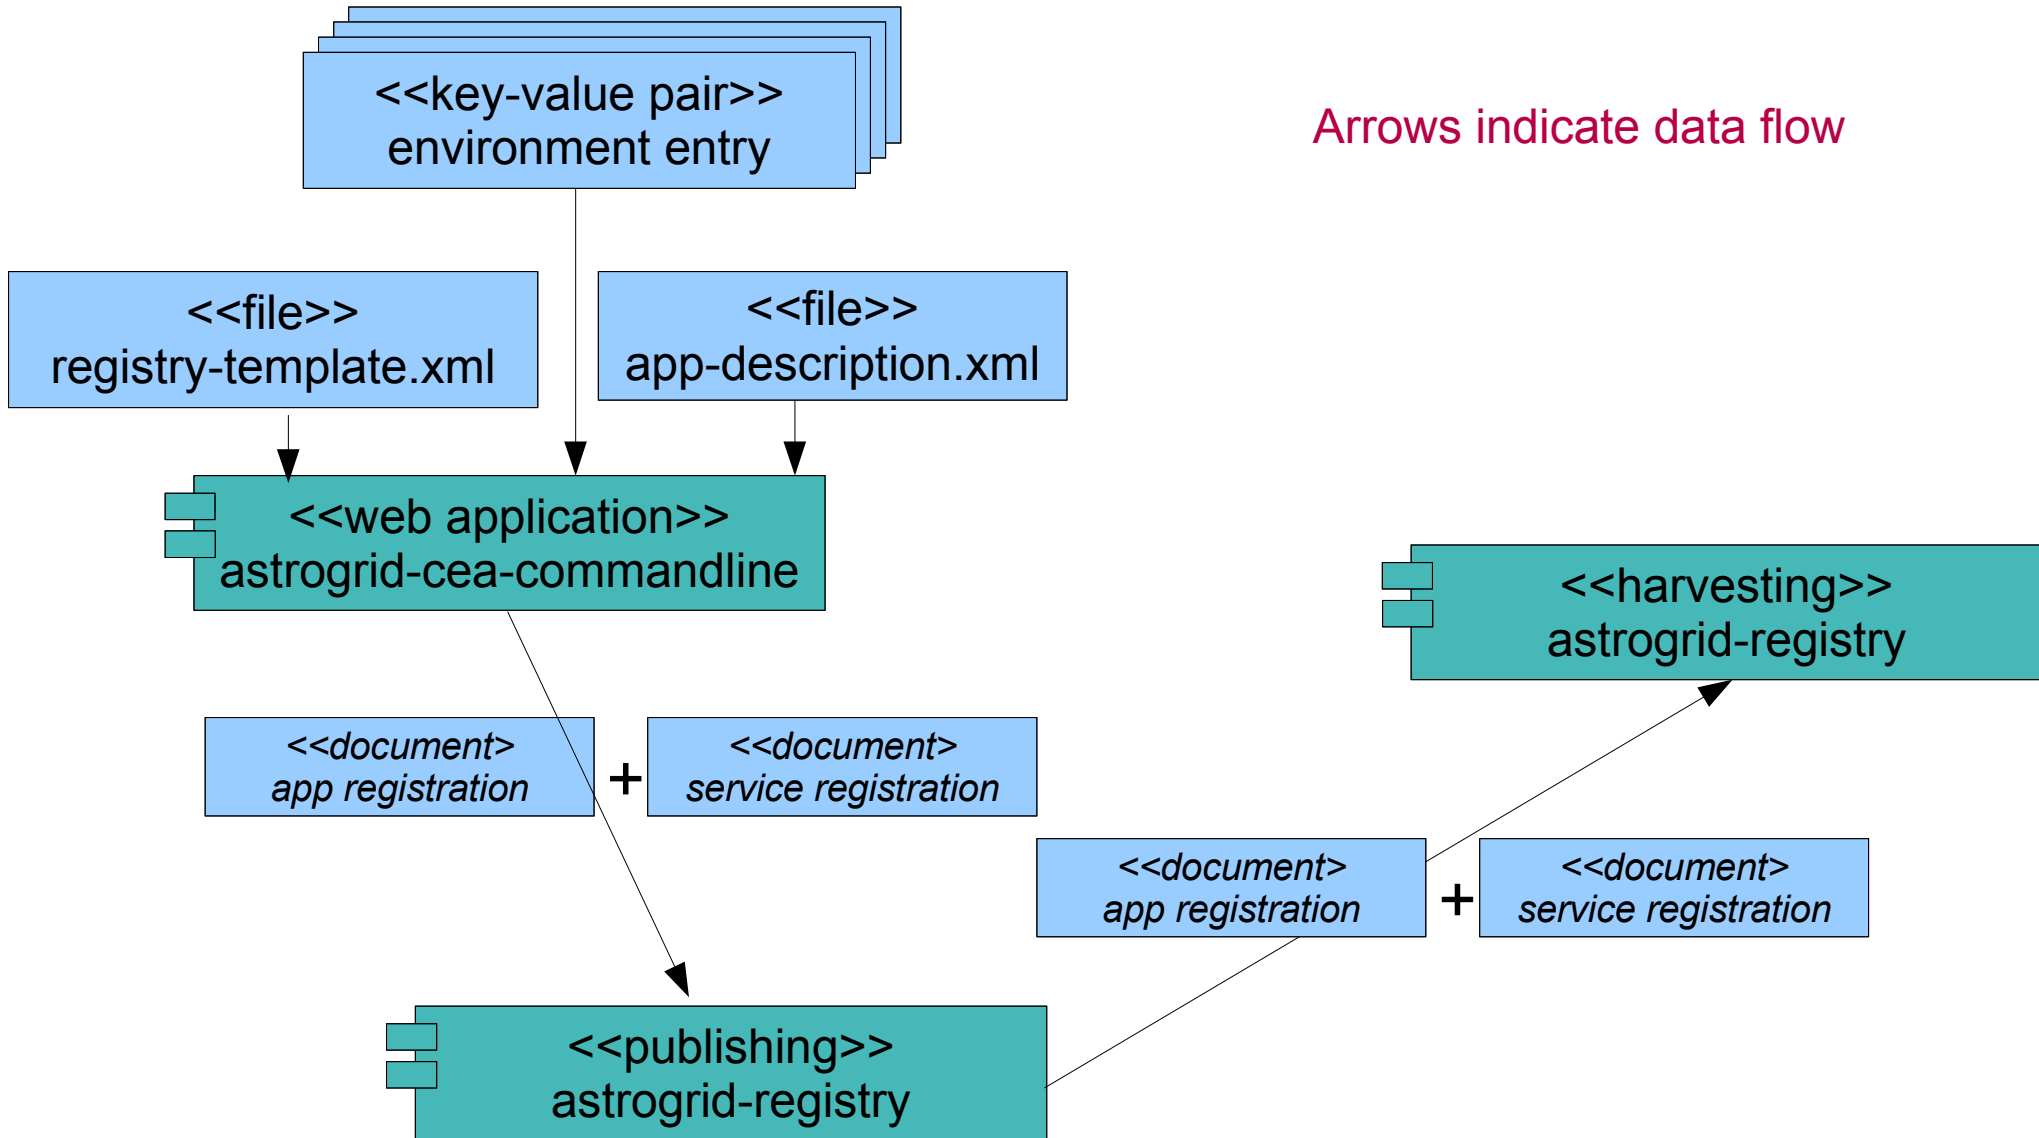 <<key-value pair>>
environment entry
Arrows indicate data flow
<<file>>
registry-template.xml
<<file>>
app-description.xml
<<web application>>
astrogrid-cea-commandline
<<harvesting>>
astrogrid-registry
<<document>
app registration
+
<<document>
service registration
<<document>
app registration
+
<<document>
service registration
<<publishing>>
astrogrid-registry